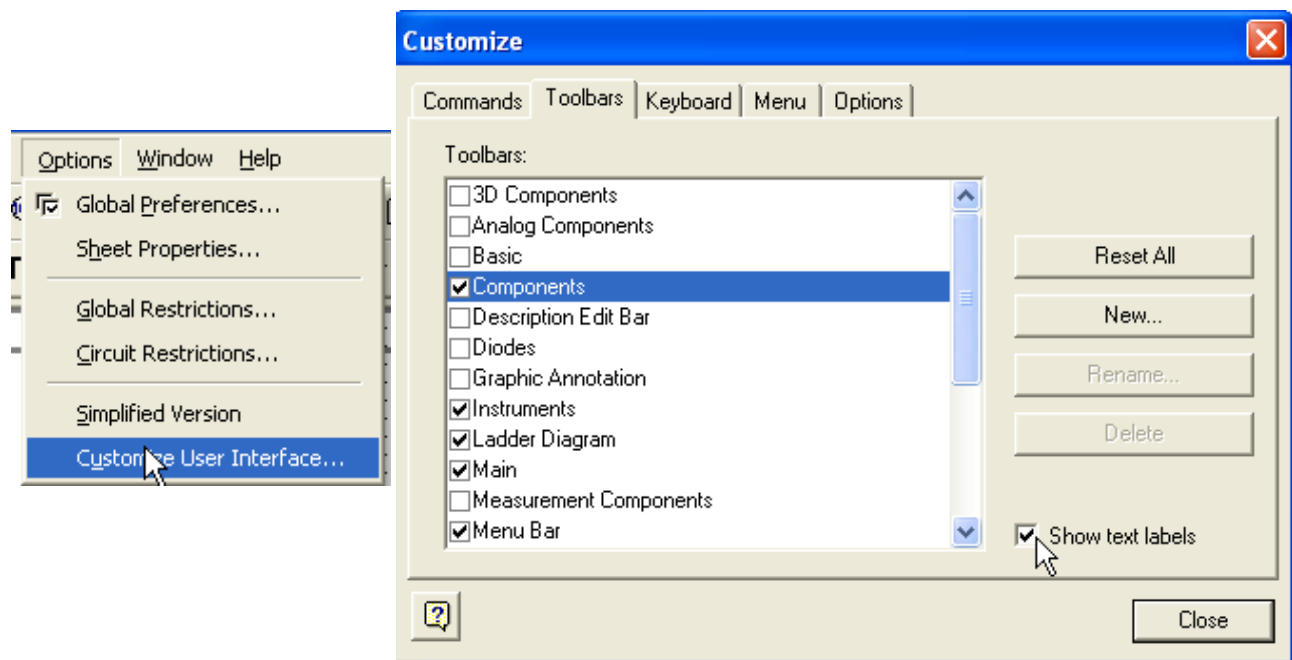 Options Window Help
Global Preferences...
Sheet Properties...
Global Restrictions...
Circuit Restrictions...
Simplified Version
Customize User Interface...
Customize
Commands Toolbars Keyboard Menu Options
Toolbars:
3D Components
Analog Components
Basic
Components
Description Edit Bar
Diodes
Graphic Annotation
Instruments
Ladder Diagram
Main
Measurement Components
Menu Bar
Reset All
New...
Rename...
Delete
Show text labels
Close